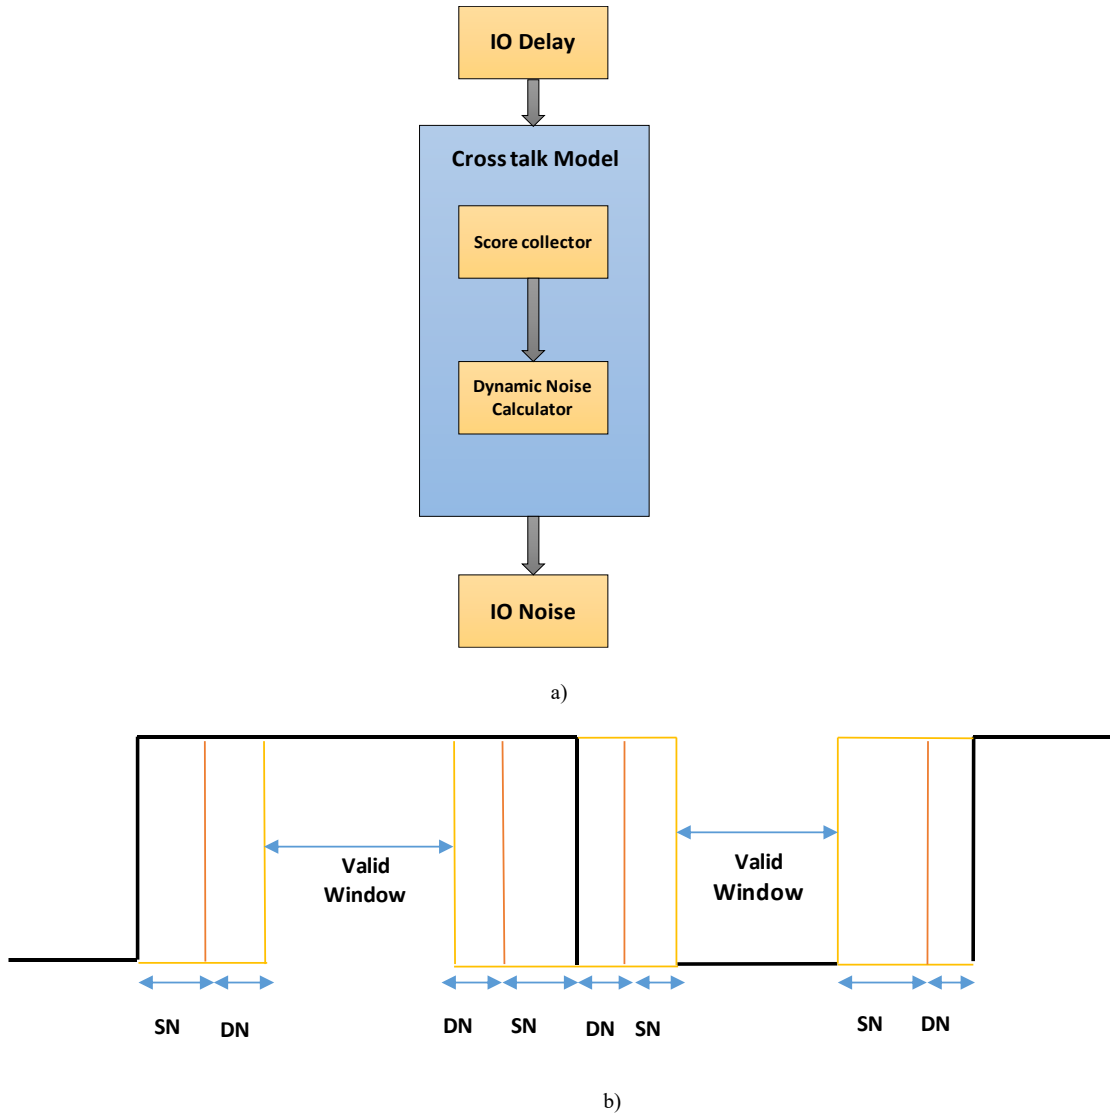 IO Delay
Cross talk Model
Score collector
Dynamic Noise
Calculator
IO Noise
a)
Valid
Window
Valid
Window
SN
DN
DN
SN
DN
SN
SN
DN
b)